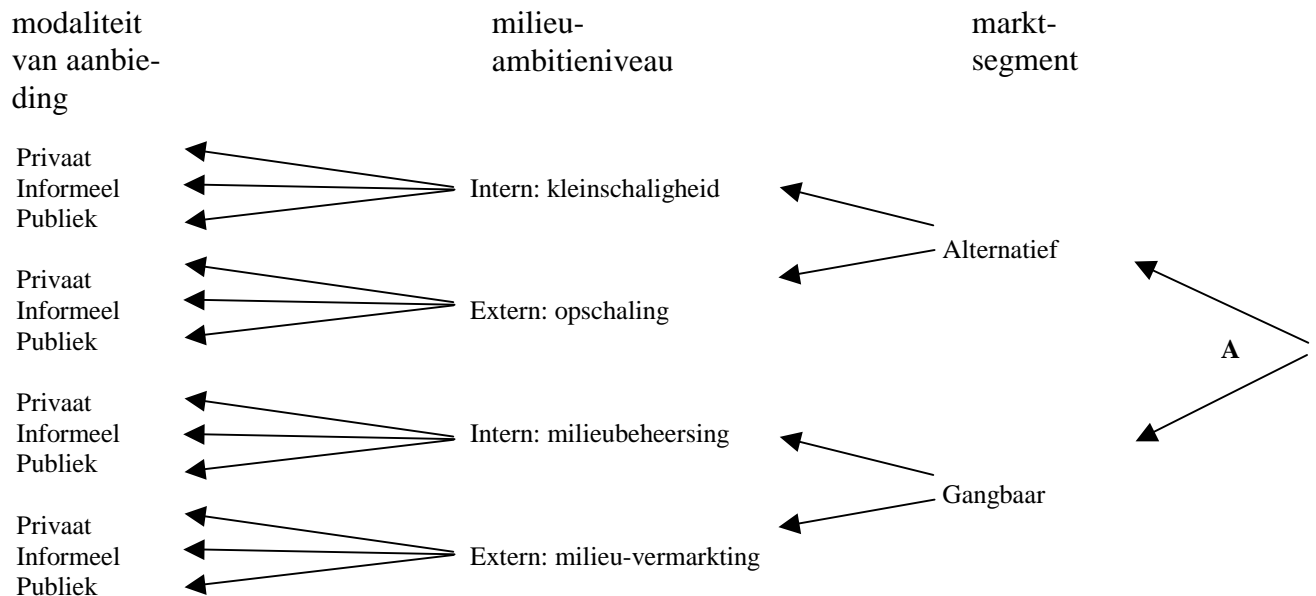 modaliteit
van aanbie-
ding
milieu-
ambitieniveau
markt-
segment
Privaat
Informeel
Publiek
Intern: kleinschaligheid
Alternatief
Privaat
Informeel
Publiek
Extern: opschaling
A
Privaat
Informeel
Publiek
Intern: milieubeheersing
Gangbaar
Privaat
Informeel
Publiek
Extern: milieu-vermarkting